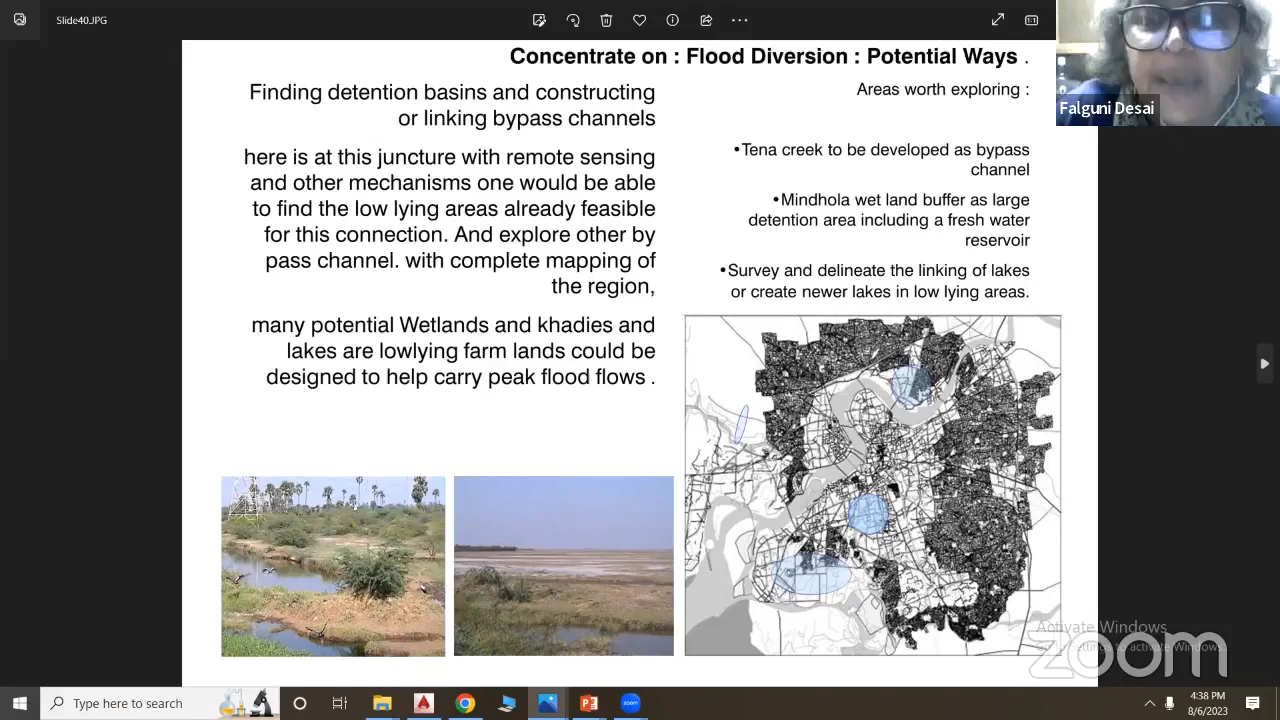 Slide40.JPG
Concentrate on : Flood Diversion : Potential Ways .
Finding detention basins and constructing
or linking bypass channels
here is at this juncture with remote sensing
and other mechanisms one would be able
to find the low lying areas already feasible
for this connection. And explore other by
pass channel. with complete mapping of
the region,
many potential Wetlands and khadies and
lakes are lowlying farm lands could be
designed to help carry peak flood flows .
Areas worth exploring :
•Tena creek to be developed as bypass
channel
•Mindhola wet land buffer as large
detention area including a fresh water
reservoir
•Survey and delineate the linking of lakes
or create newer lakes in low lying areas.
Falguni Desai
Activate Windows
Go to Settings to activate Windows.
zoom
Type here to search
4:38 PM
8/6/2023